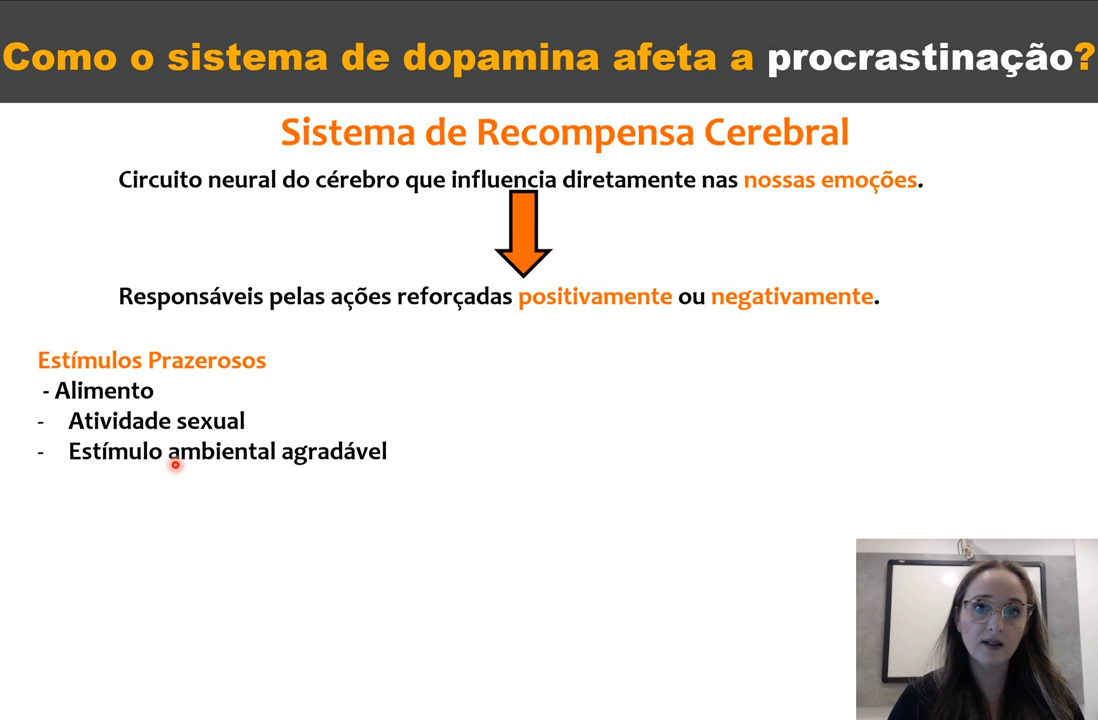 Como o sistema de dopamina afeta a procrastinação?
Sistema de Recompensa Cerebral
Circuito neural do cérebro que influencia diretamente nas nossas emoções.
Responsáveis pelas ações reforçadas positivamente ou negativamente.
Estímulos Prazerosos
- Alimento
- Atividade sexual
- Estímulo ambiental agradável